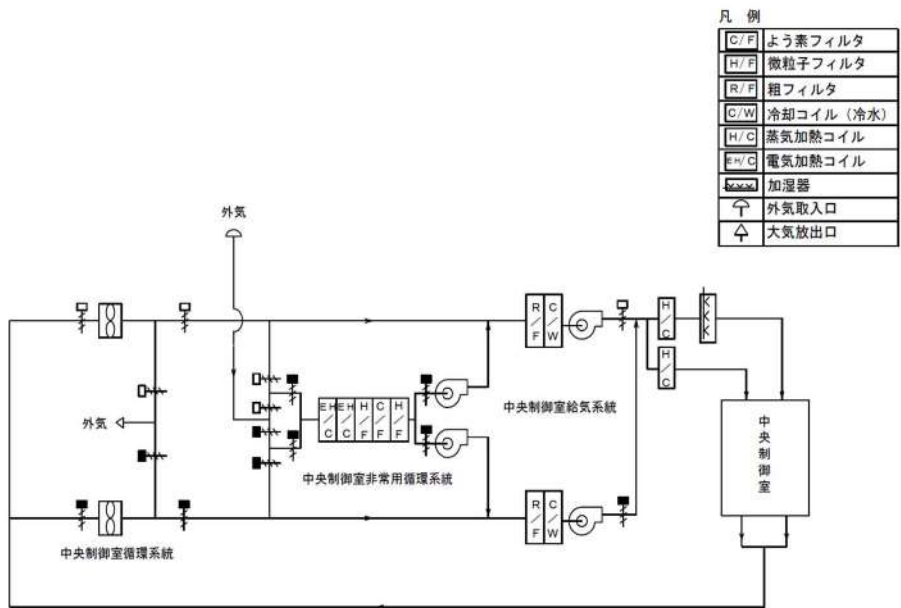 凡 例
C/F よう素フィルタ
H/F 微粒子フィルタ
R/F 粗フィルタ
C/W 冷却コイル（冷水）
H/C 蒸気加熱コイル
EH/C 電気加熱コイル
加湿器
外気取入口
大気放出口
外気
R/F
C/W
H/C
H/C
外気
EH/C
EH/C
H/F
C/F
H/F
中央制御室給気系統
中央制御室
中央制御室非常用循環系統
R/F
C/W
中央制御室循環系統